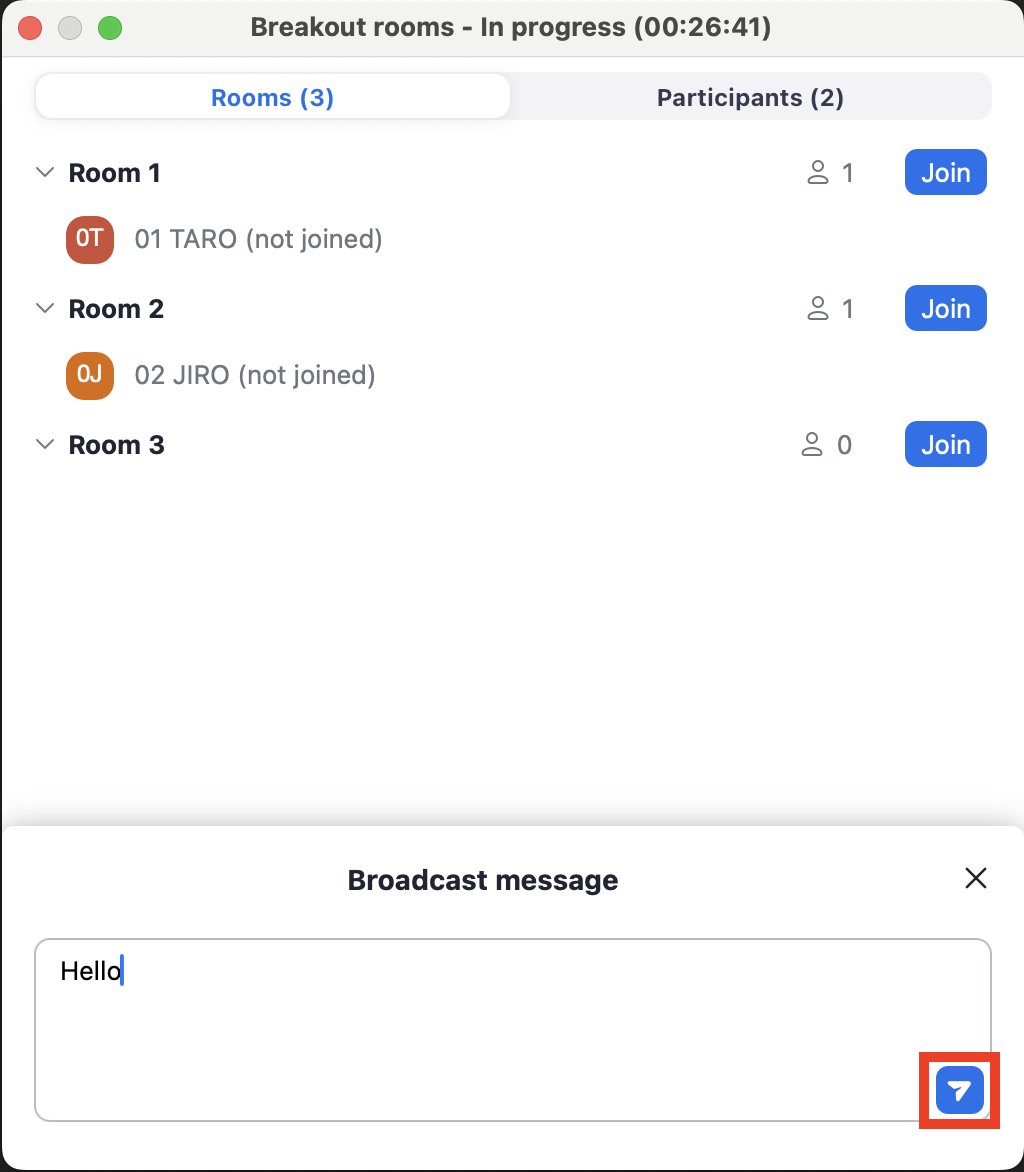 Breakout rooms - In progress (00:26:41)
Rooms (3) Participants (2)
Room 1 1 Join
0T 01 TARO (not joined)
Room 2 1 Join
0J 02 JIRO (not joined)
Room 3 0 Join
Broadcast message
Hello